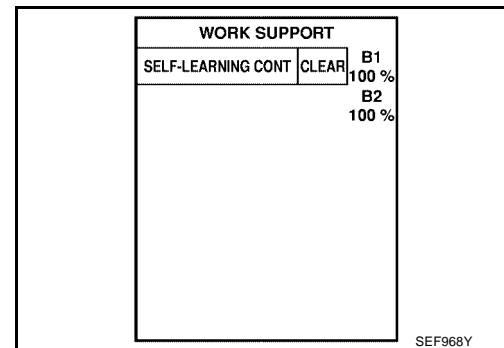 WORK SUPPORT
SELF-LEARNING CONT CLEAR B1
100 %
B2
100 %
SEF968Y